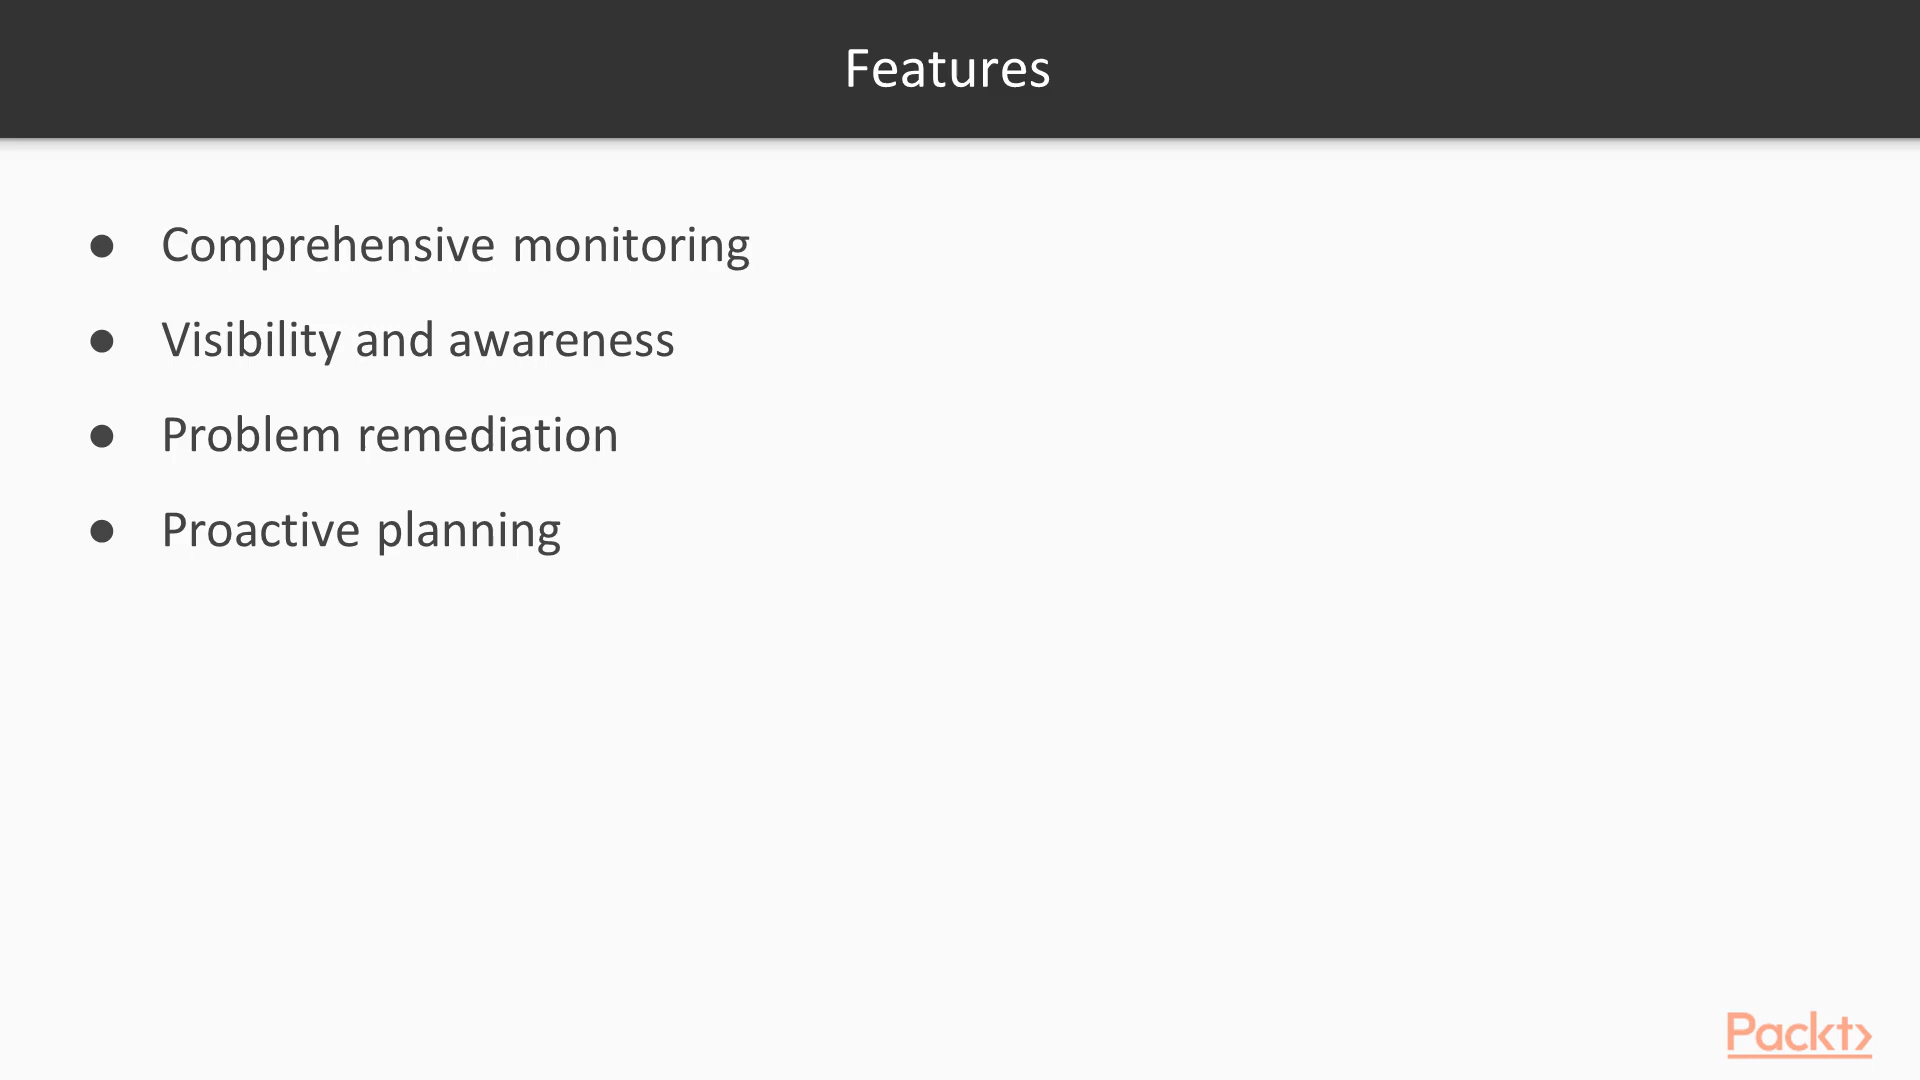 Features
● Comprehensive monitoring
● Visibility and awareness
● Problem remediation
● Proactive planning
Packt>